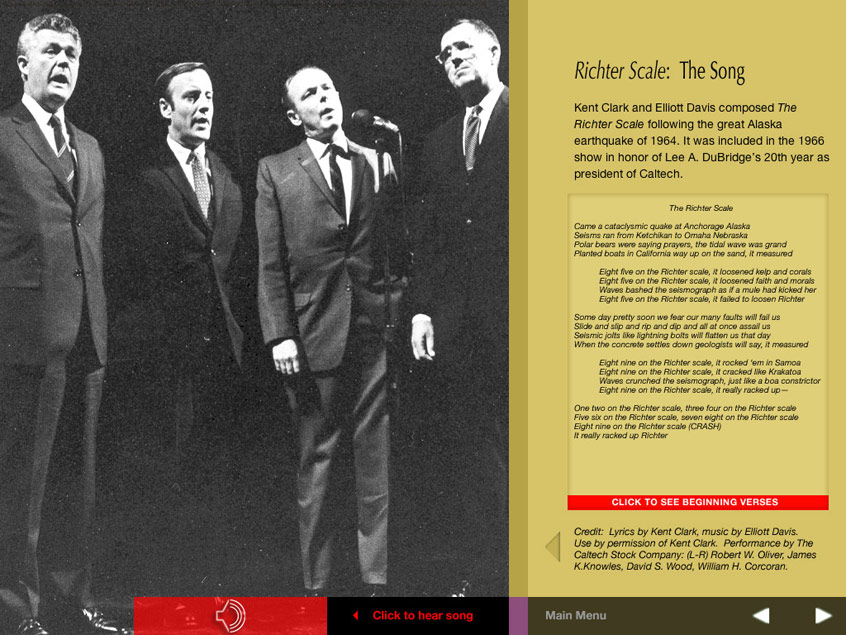 Richter Scale: The Song
Kent Clark and Elliott Davis composed The
Richter Scale following the great Alaska
earthquake of 1964. It was included in the 1966
show in honor of Lee A. DuBridge's 20th year as
president of Caltech.
The Richter Scale
Came a cataclysmic quake at Anchorage Alaska
Seisms ran from Ketchikan to Omaha Nebraska
Polar bears were saying prayers, the tidal wave was grand
Planted boats in California way up on the sand, it measured
Eight five on the Richter scale, it loosened kelp and corals
Eight five on the Richter scale, it loosened faith and morals
Waves bashed the seismograph as if a mule had kicked her
Eight five on the Richter scale, it failed to loosen Richter
Some day pretty soon we fear our many faults will fail us
Slide and slip and rip and dip and all at once assail us
Seismic jolts like lightning bolts will flatten us that day
When the concrete settles down geologists will say, it measured
Eight nine on the Richter scale, it rocked 'em in Samoa
Eight nine on the Richter scale, it cracked like Krakatoa
Waves crunched the seismograph, just like a boa constrictor
Eight nine on the Richter scale, it really racked up—
One two on the Richter scale, three four on the Richter scale
Five six on the Richter scale, seven eight on the Richter scale
Eight nine on the Richter scale (CRASH)
It really racked up Richter
CLICK TO SEE BEGINNING VERSES
Credit: Lyrics by Kent Clark, music by Elliott Davis.
Use by permission of Kent Clark. Performance by The
Caltech Stock Company: (L-R) Robert W. Oliver, James
K.Knowles, David S. Wood, William H. Corcoran.
Click to hear song
Main Menu